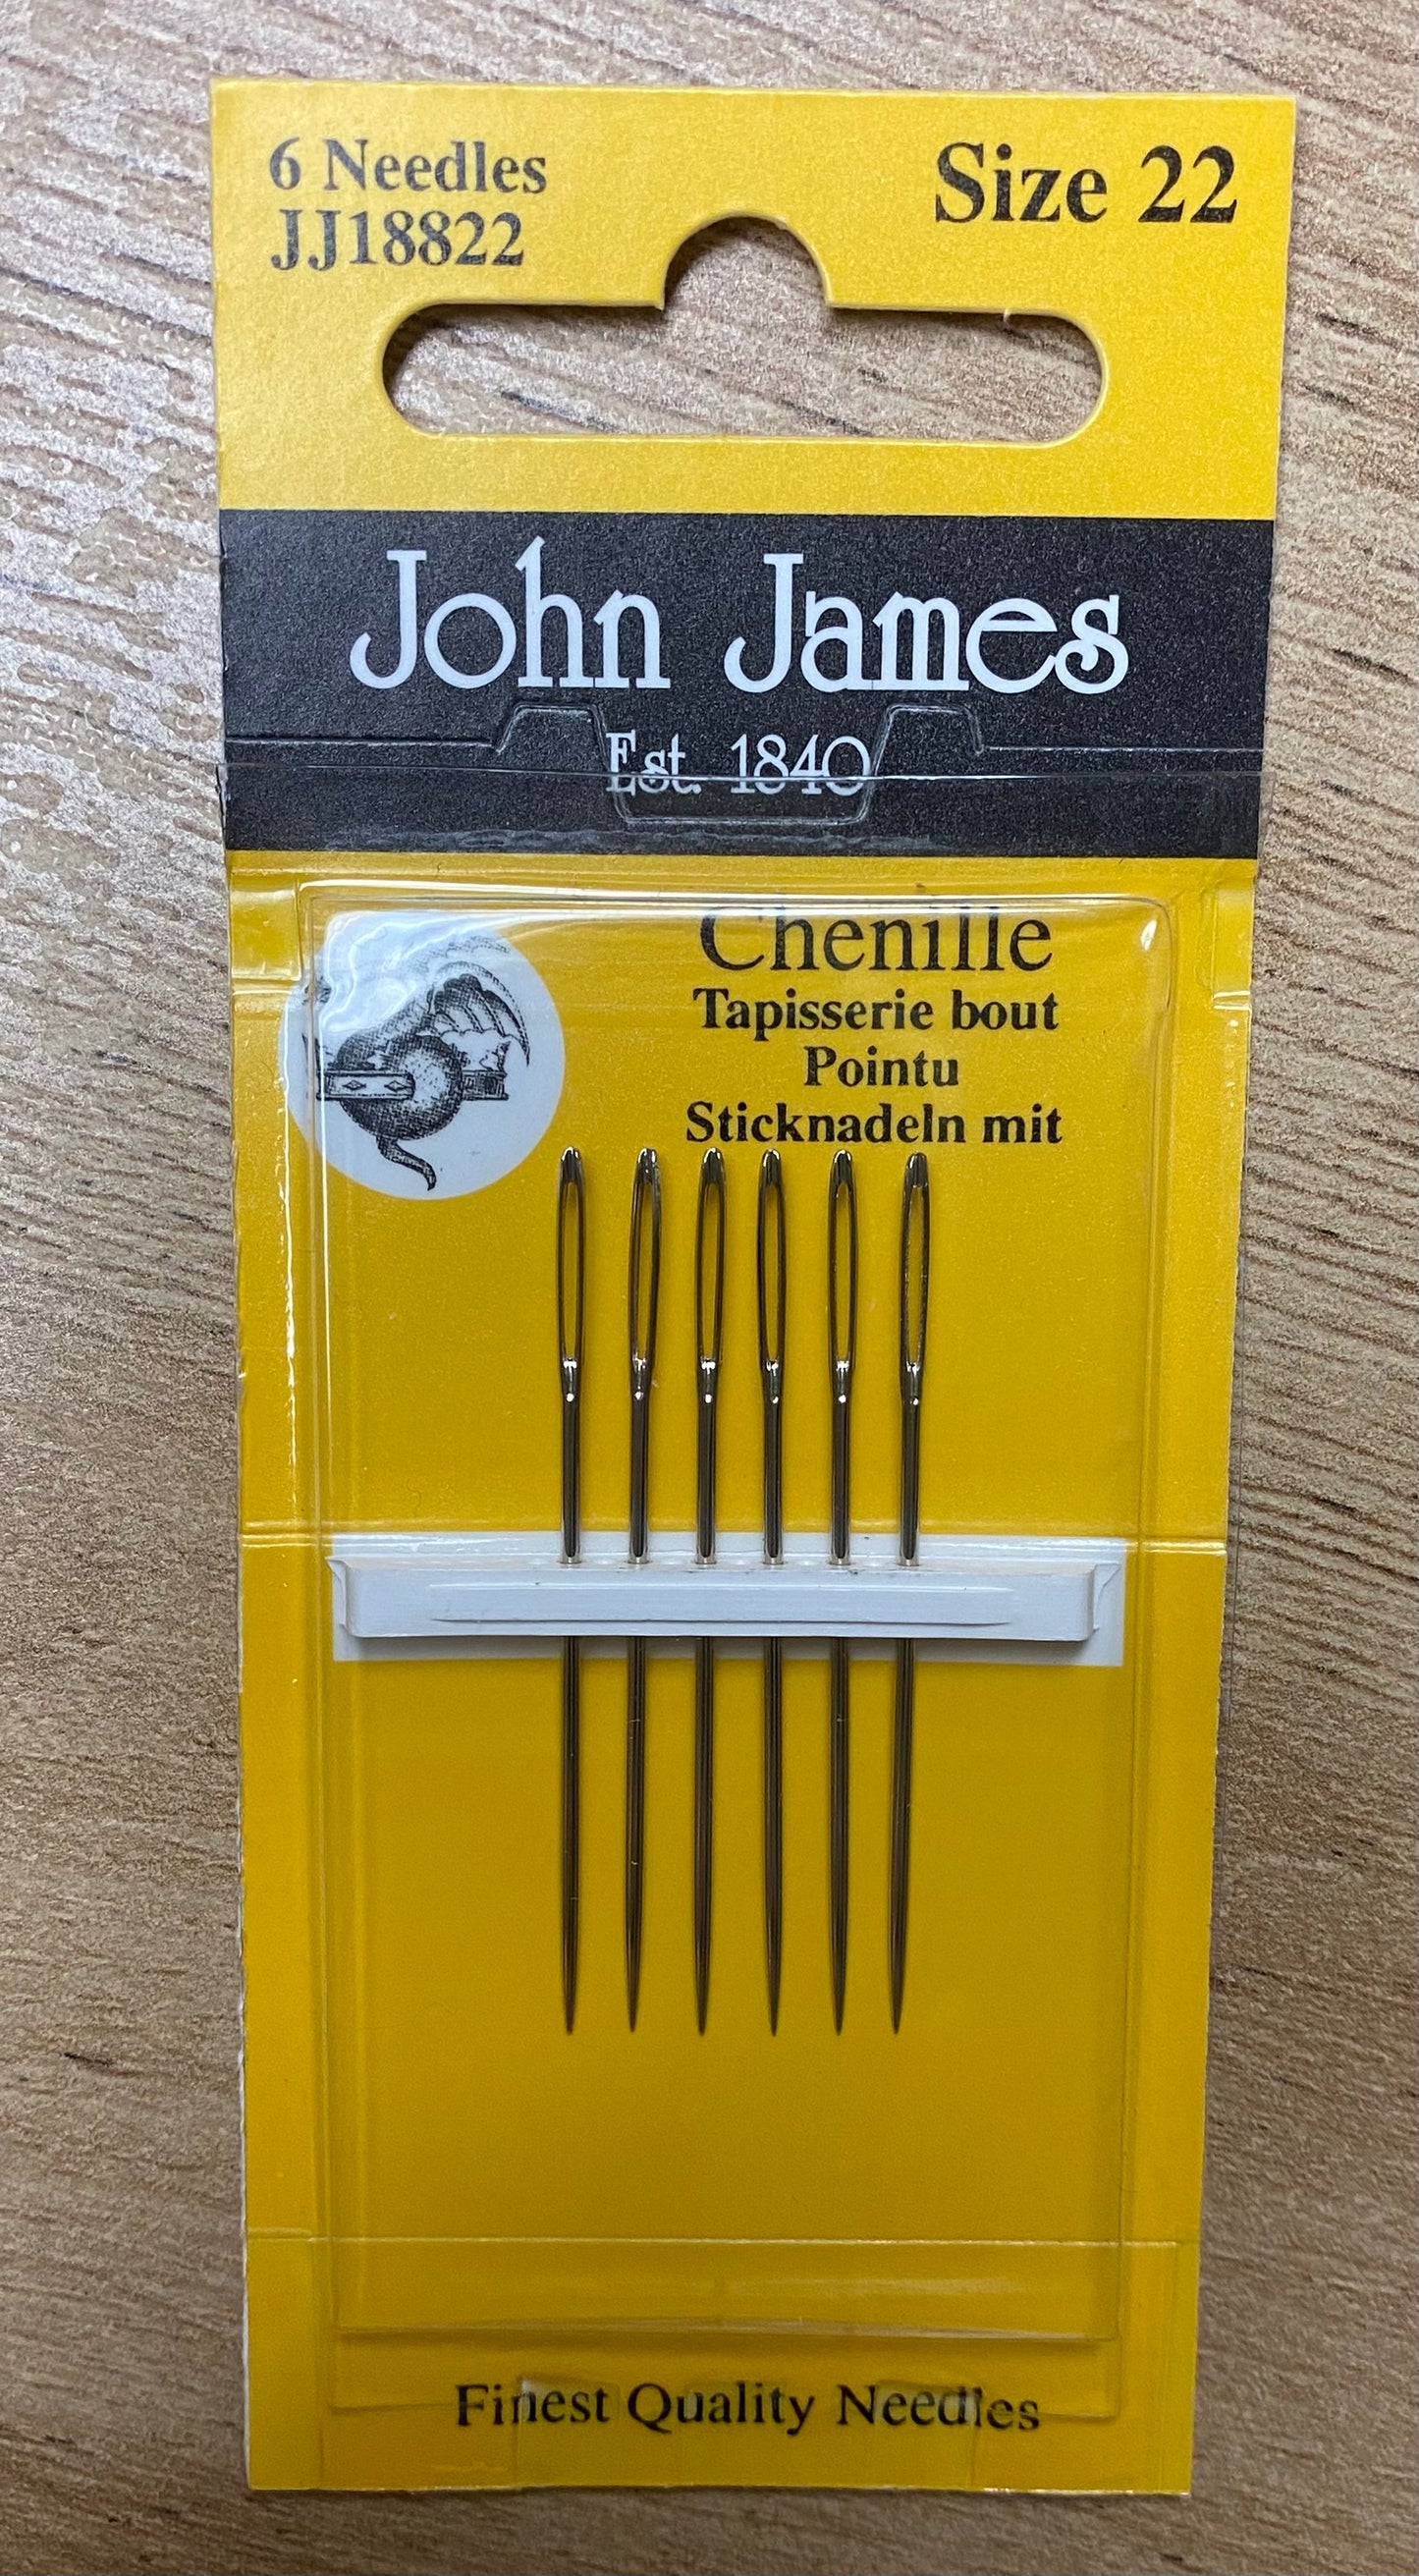 6 Needles
JJ18822
Size 22
John James
Est. 1840
Chenille
Tapisserie bout
Pointu
Sticknadeln mit
Finest Quality Needles